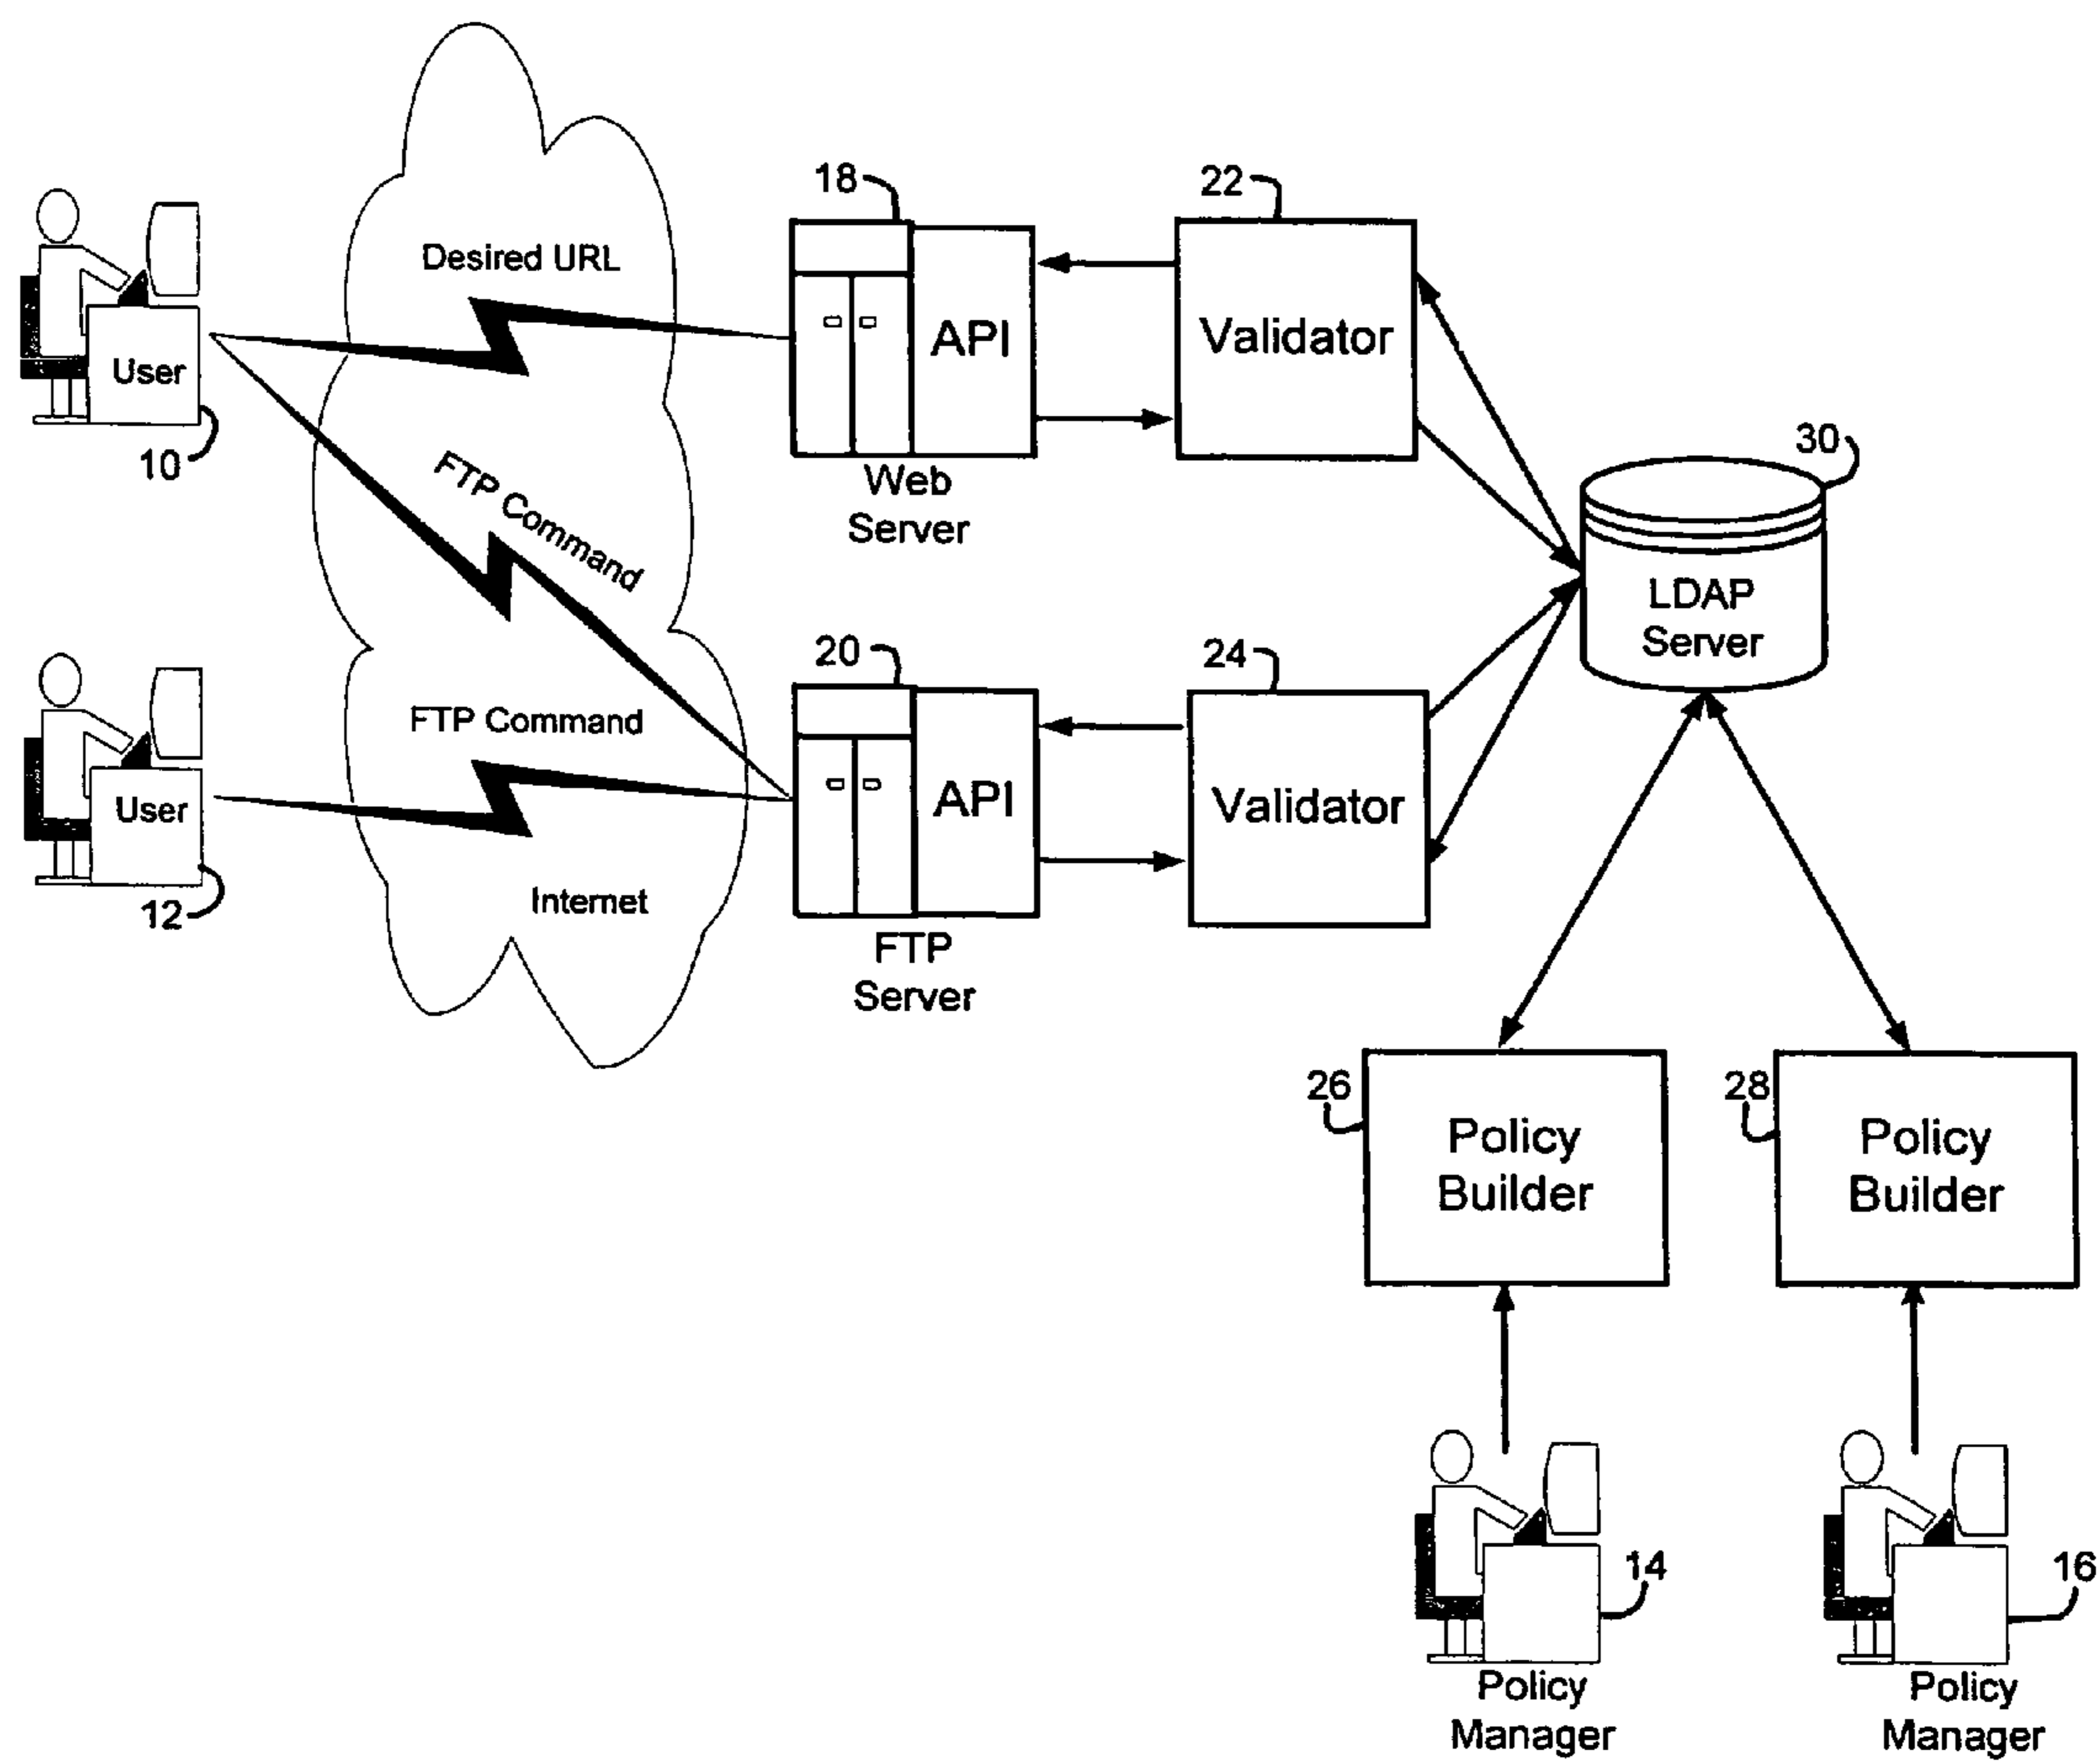 18
22
Desired URL
API
Validator
User
10
Web
Server
30
FTP Command
LDAP
Server
20
24
FTP Command
API
Validator
User
12
Internet
FTP
Server
26
Policy
Builder
28
Policy
Builder
14
Policy
Manager
16
Policy
Manager